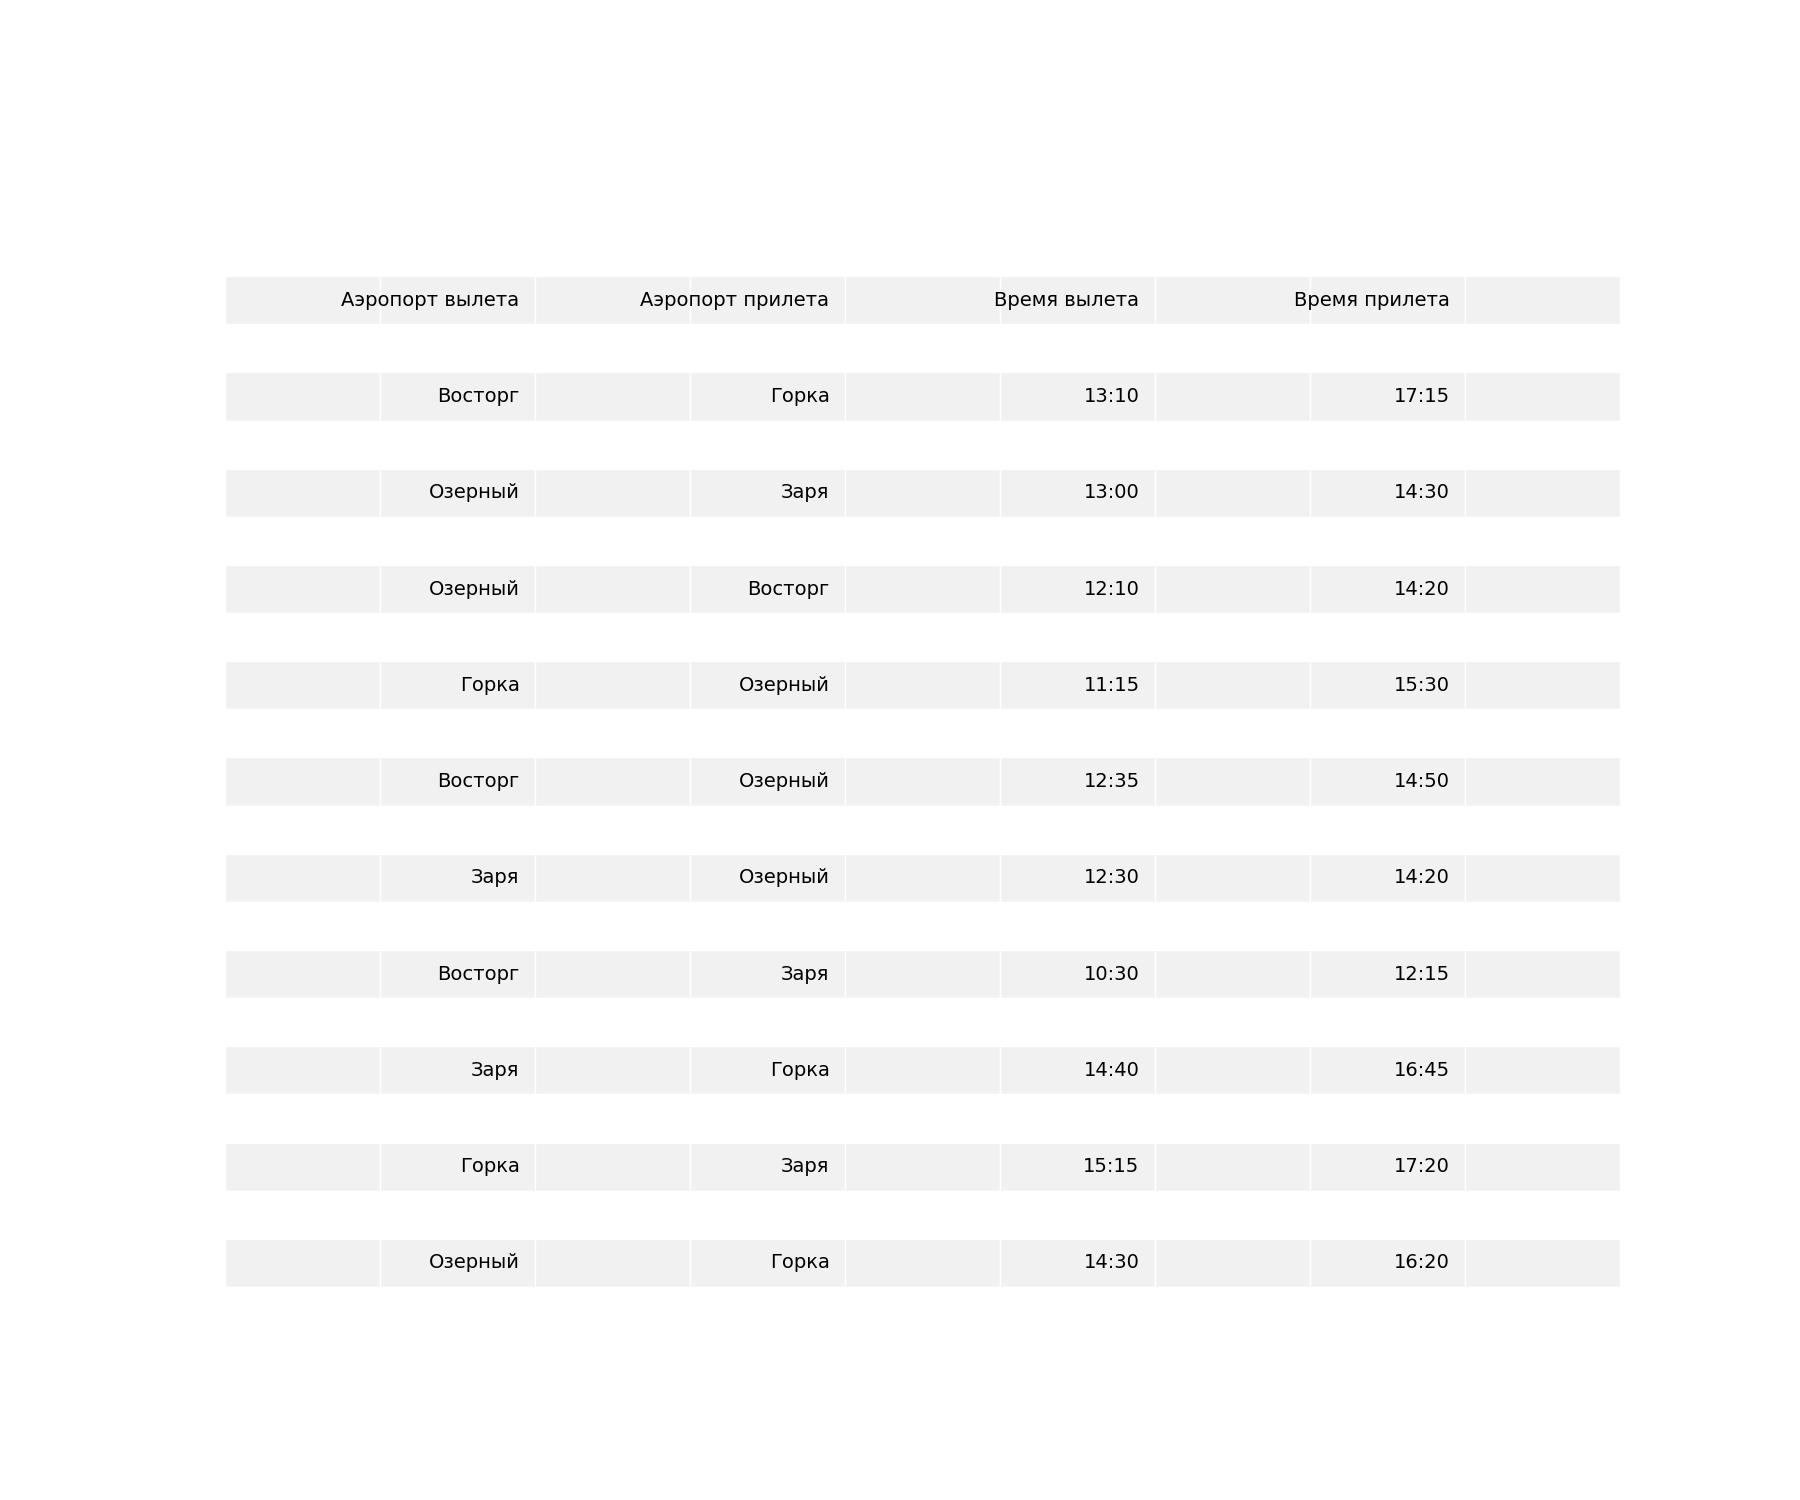 Аэропорт вылета Аэропорт прилета Время вылета Время прилета
Восторг Горка 13:10 17:15
Озерный Заря 13:00 14:30
Озерный Восторг 12:10 14:20
Горка Озерный 11:15 15:30
Восторг Озерный 12:35 14:50
Заря Озерный 12:30 14:20
Восторг Заря 10:30 12:15
Заря Горка 14:40 16:45
Горка Заря 15:15 17:20
Озерный Горка 14:30 16:20